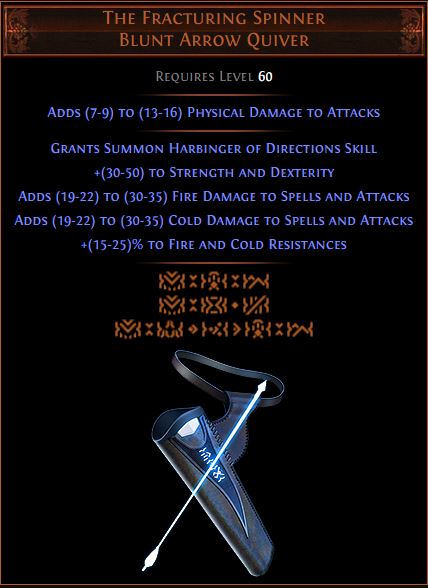 The Fracturing Spinner
Blunt Arrow Quiver
Requires Level 60
Adds (7-9) to (13-16) Physical Damage to Attacks
Grants Summon Harbinger of Directions Skill
+(30-50) to Strength and Dexterity
Adds (19-22) to (30-35) Fire Damage to Spells and Attacks
Adds (19-22) to (30-35) Cold Damage to Spells and Attacks
+(15-25)% to Fire and Cold Resistances